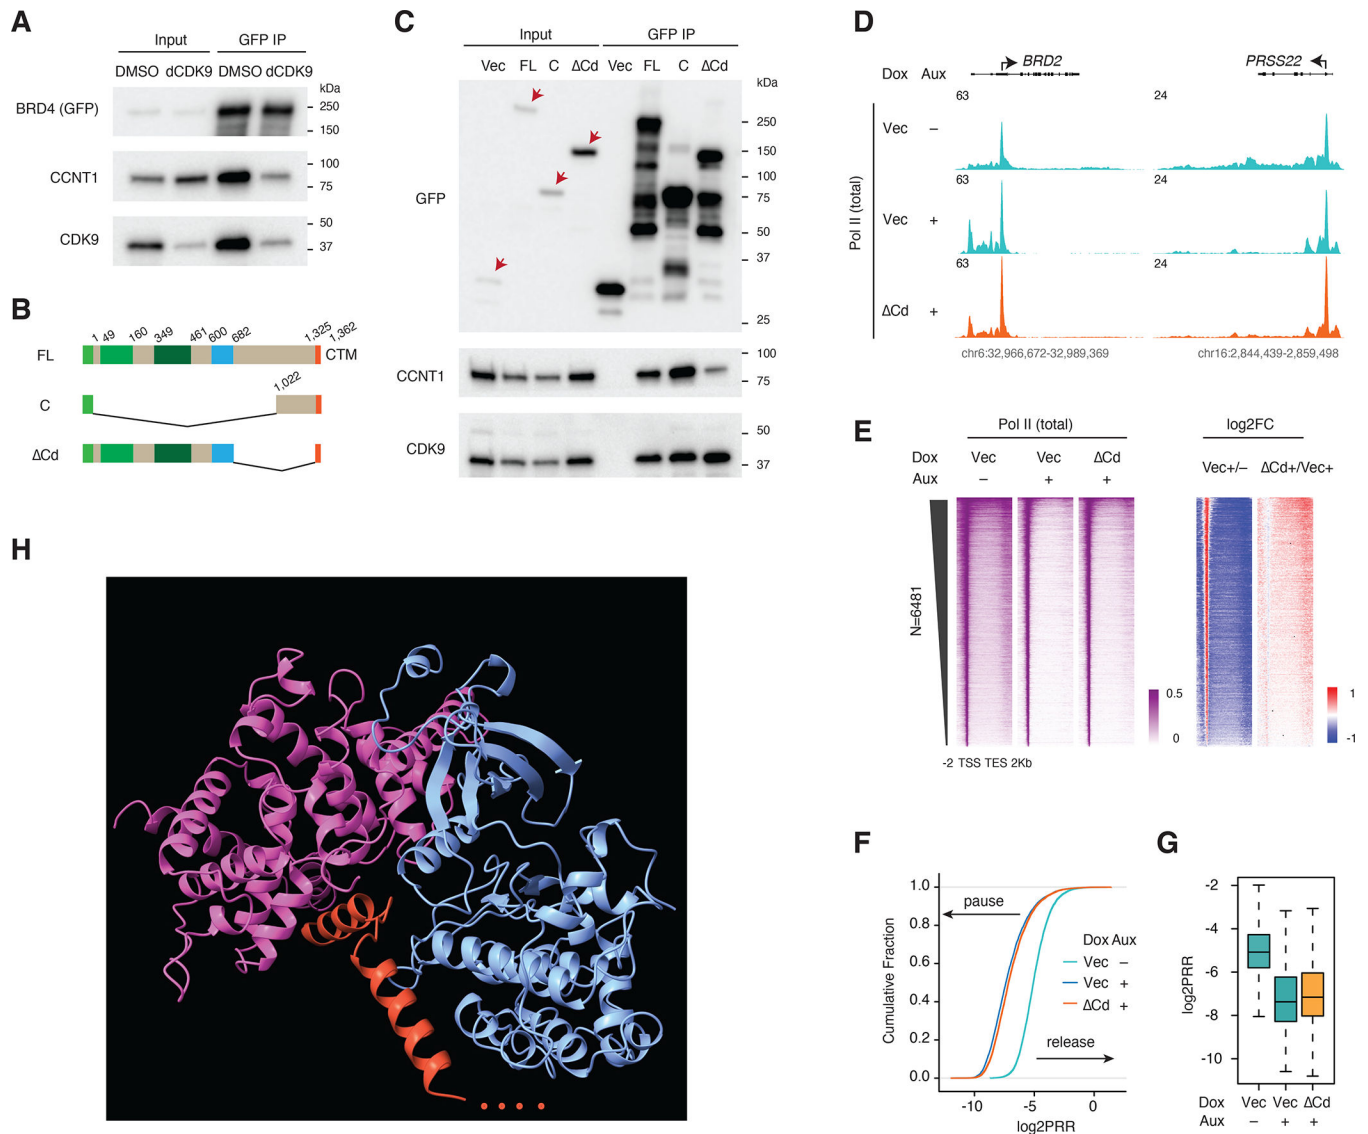 A
Input
GFP IP
DMSO dCDK9 DMSO dCDK9
kDa
BRD4 (GFP)
250
150
CCNT1
100
75
CDK9
50
37
B
1 49 160 349 461 600 682 1,325 1,362
FL
CTM
1,022
C
ΔCd
C
Input
GFP IP
Vec FL C ΔCd Vec FL C ΔCd
kDa
GFP
250
150
100
75
50
37
25
CCNT1
100
75
CDK9
50
37
D
Dox Aux
BRD2
PRSS22
Pol II (total)
63
24
Vec –
63
24
Vec +
63
24
ΔCd +
chr6:32,966,672-32,989,369
chr16:2,844,439-2,859,498
E
Pol II (total)
log2FC
Dox Vec Vec ΔCd
Aux – + +
Vec+/– ΔCd+/Vec+
N=6481
0.5
0
1
-1
-2 TSS TES 2Kb
F
Cumulative Fraction
1.0
0.8
0.6
0.4
0.2
0.0
pause
Dox Aux
Vec –
Vec +
ΔCd +
release
-10 -5 0
log2PRR
G
log2PRR
-2
-4
-6
-8
-10
Dox Vec Vec ΔCd
Aux – + +
H